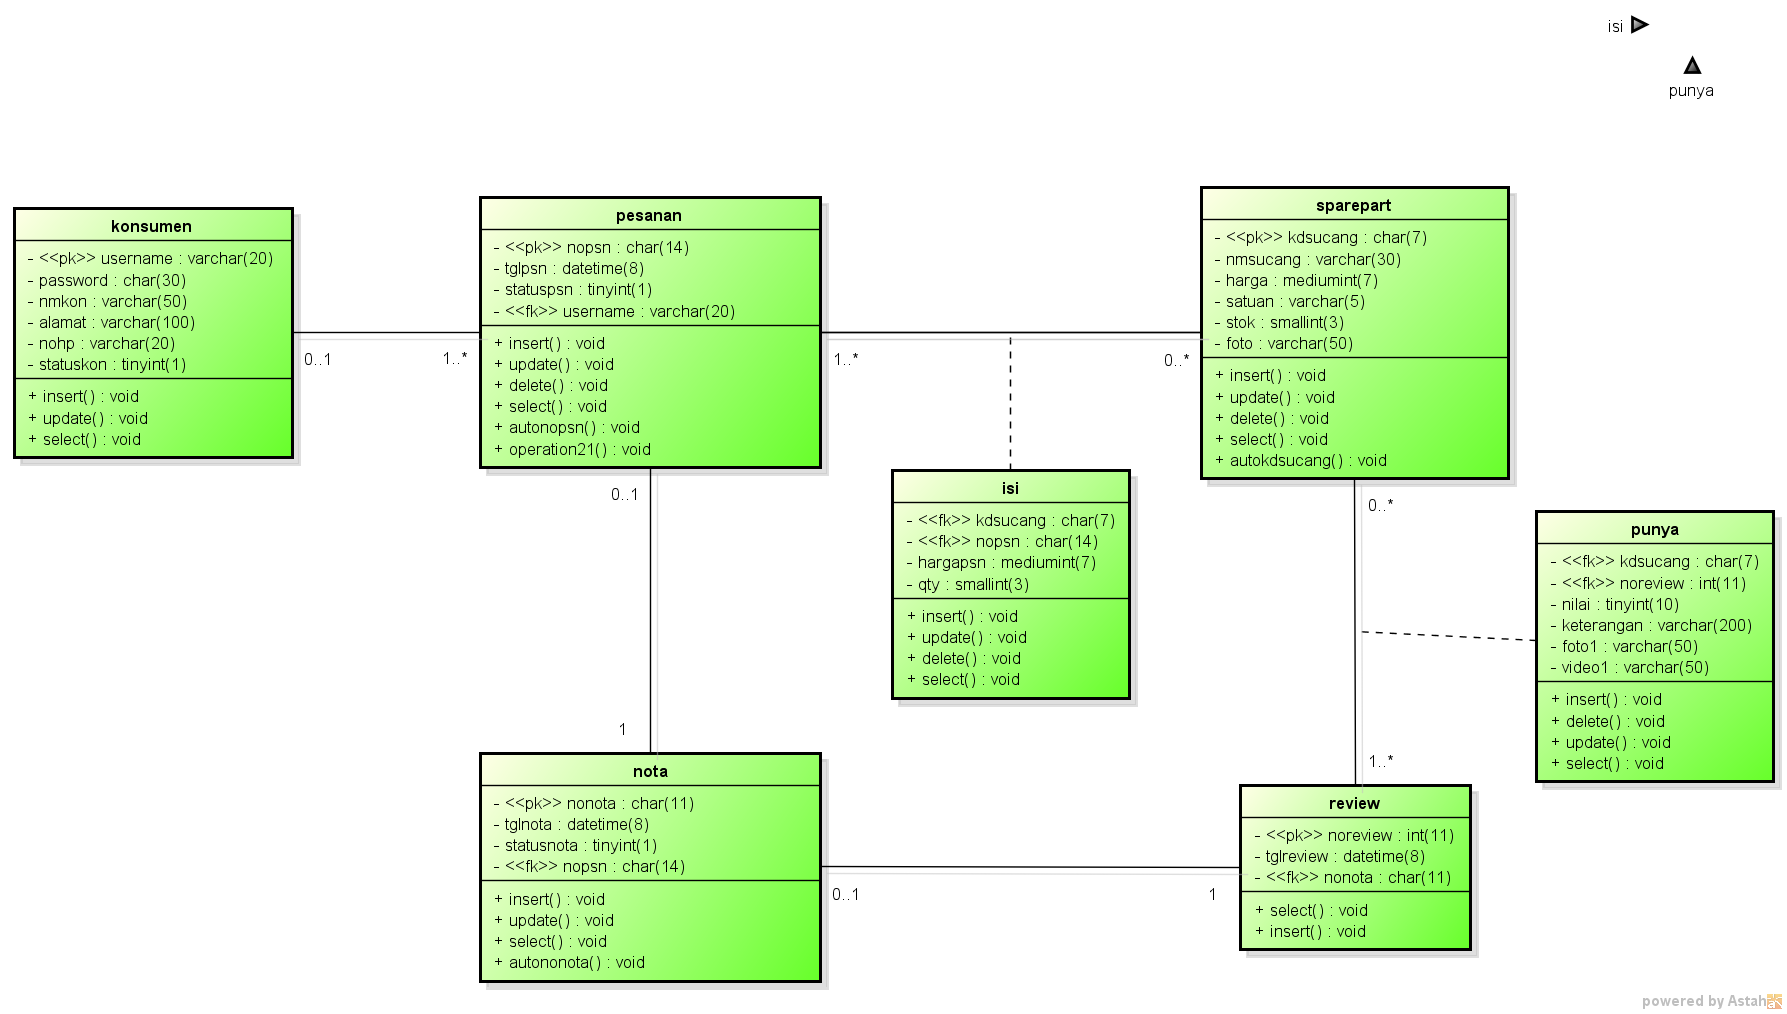 isi
punya
konsumen
- <<pk>> username : varchar(20)
- password : char(30)
- nmkon : varchar(50)
- alamat : varchar(100)
- nohp : varchar(20)
- statuskon : tinyint(1)
+ insert() : void
+ update() : void
+ select() : void
0..1
1..*
pesanan
- <<pk>> nopsn : char(14)
- tglpsn : datetime(8)
- statuspsn : tinyint(1)
- <<fk>> username : varchar(20)
+ insert() : void
+ update() : void
+ delete() : void
+ select() : void
+ autonopsn() : void
+ operation21() : void
1..*
0..*
sparepart
- <<pk>> kdsucang : char(7)
- nmsucang : varchar(30)
- harga : mediumint(7)
- satuan : varchar(5)
- stok : smallint(3)
- foto : varchar(50)
+ insert() : void
+ update() : void
+ delete() : void
+ select() : void
+ autokdsucang() : void
0..1
1
isi
- <<fk>> kdsucang : char(7)
- <<fk>> nopsn : char(14)
- hargapsn : mediumint(7)
- qty : smallint(3)
+ insert() : void
+ update() : void
+ delete() : void
+ select() : void
0..*
1..*
punya
- <<fk>> kdsucang : char(7)
- <<fk>> noreview : int(11)
- nilai : tinyint(10)
- keterangan : varchar(200)
- foto1 : varchar(50)
- video1 : varchar(50)
+ insert() : void
+ delete() : void
+ update() : void
+ select() : void
nota
- <<pk>> nonota : char(11)
- tglnota : datetime(8)
- statusnota : tinyint(1)
- <<fk>> nopsn : char(14)
+ insert() : void
+ update() : void
+ select() : void
+ autononota() : void
0..1
1
review
- <<pk>> noreview : int(11)
- tglreview : datetime(8)
- <<fk>> nonota : char(11)
+ select() : void
+ insert() : void
powered by Astah